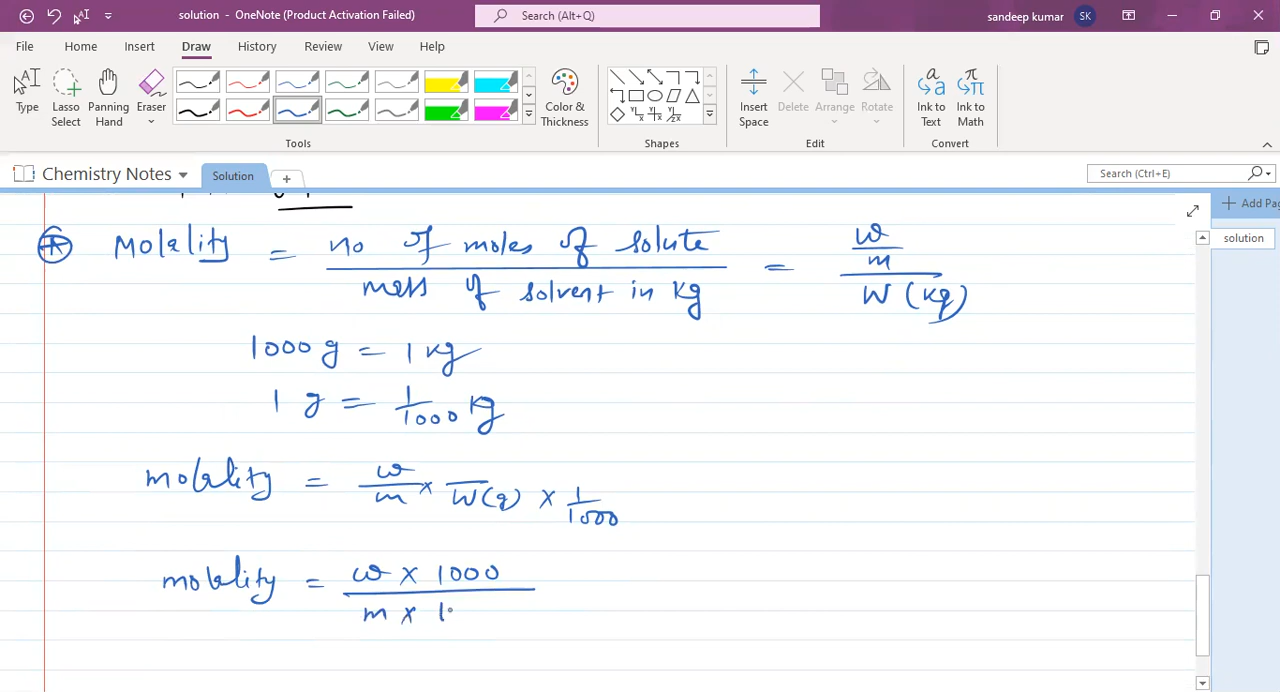 solution - OneNote (Product Activation Failed)
Search (Alt+Q)
sandeep kumar
SK
File Home Insert Draw History Review View Help
Type
Lasso Select
Panning Hand
Eraser
Color & Thickness
Insert Space
Delete
Arrange
Rotate
Ink to Text
Ink to Math
Tools
Shapes
Edit
Convert
Chemistry Notes
Solution
Search (Ctrl+E)
Add Pag
solution
Molality = no of moles of solute / mass of solvent in kg = w/m / W (kg)
1000 g = 1 kg
1 g = 1/1000 kg
molality = w/m × W(g) × 1/1000
molality = w × 1000 / m × 1